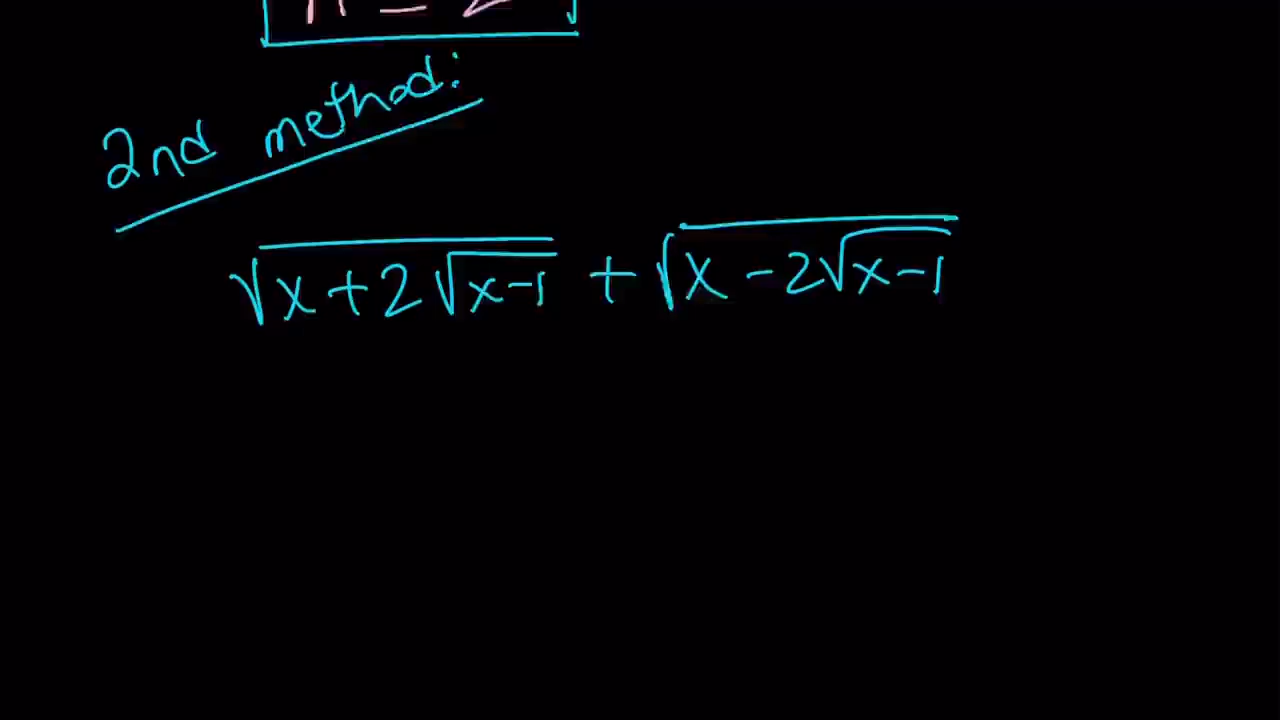 2nd method:
√(x+2√(x-1)) + √(x-2√(x-1))